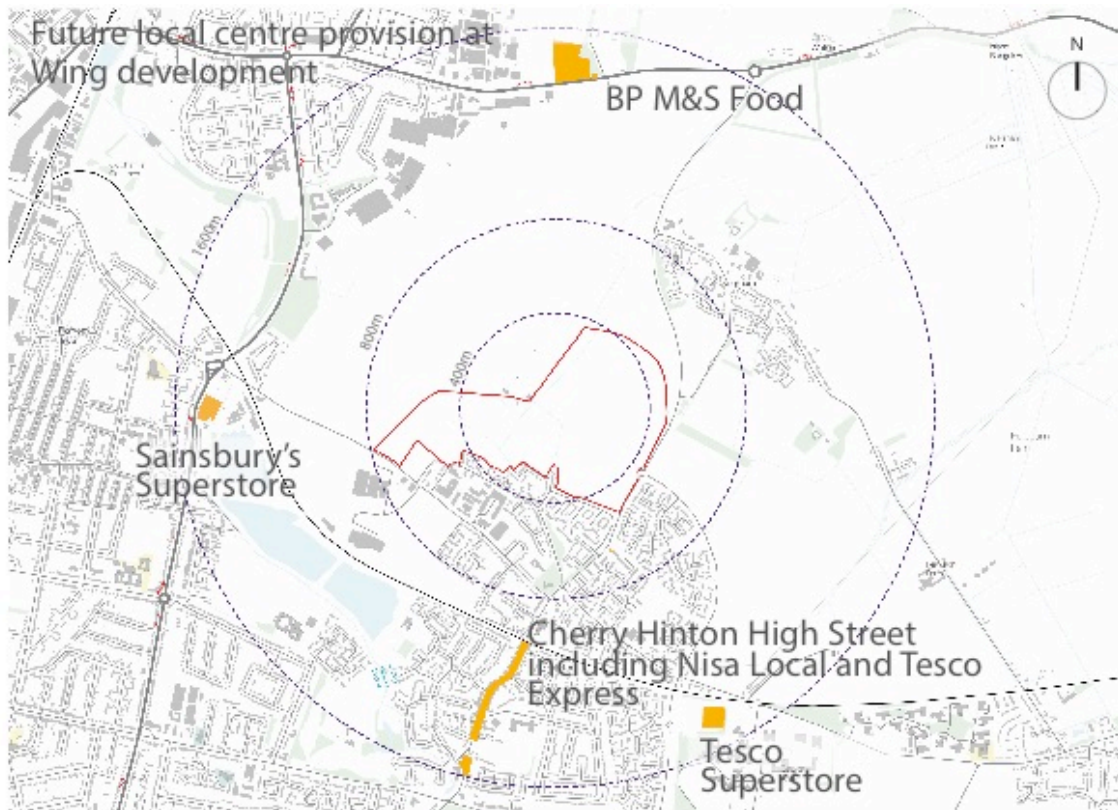 Future local centre provision at
Wing development
BP M&S Food
N
1600m
800m
400m
Sainsbury's
Superstore
Cherry Hinton High Street
including Nisa Local and Tesco
Express
Tesco
Superstore